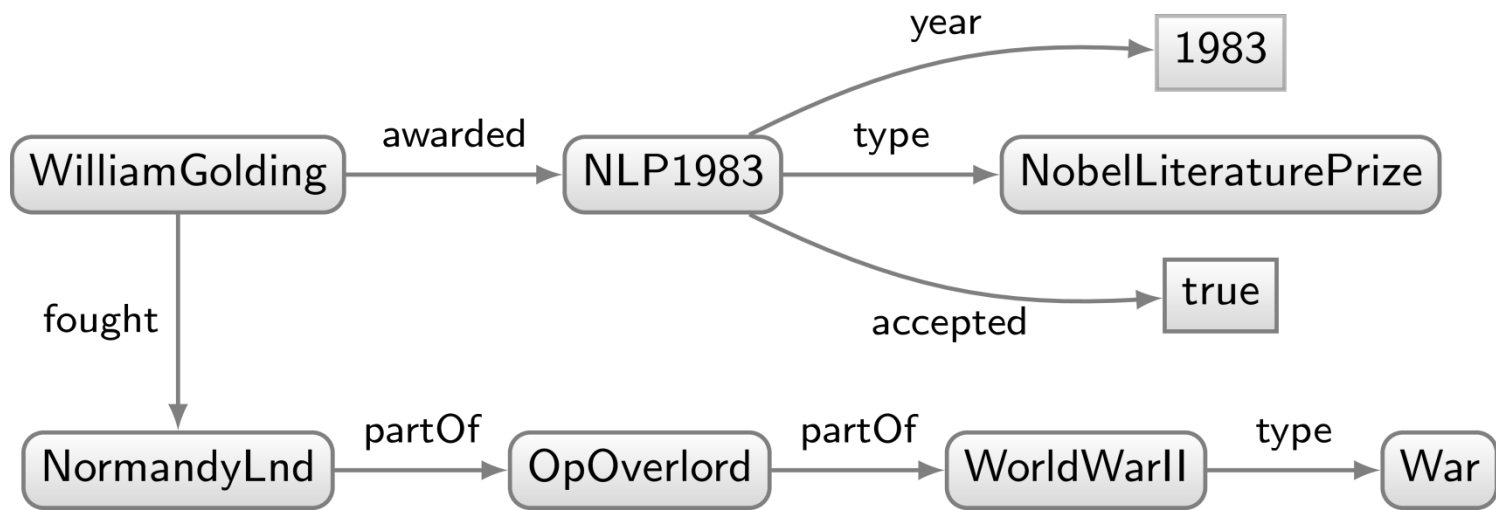 year
1983
awarded
type
WilliamGolding
NLP1983
NobelLiteraturePrize
true
fought
accepted
partOf
partOf
type
NormandyLnd
OpOverlord
WorldWarII
War